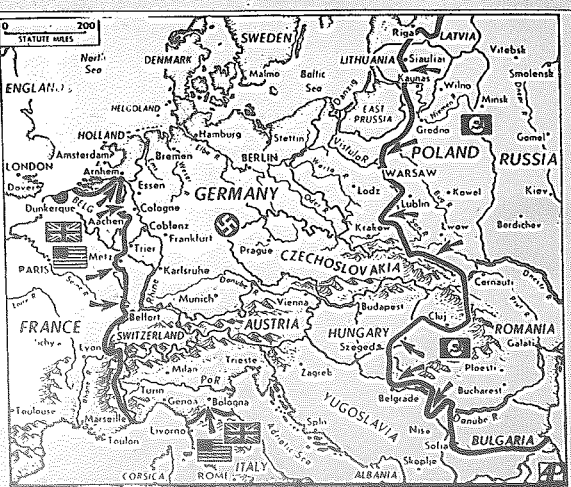 0 200
STATUTE MILES
SWEDEN
Riga
LATVIA
North
Sea
DENMARK
Malmo
Baltic
Sea
LITHUANIA
Siauliai
Vitebsk
Kaunas
Smolensk
ENGLAND
HELGOLAND
Danzig
EAST
PRUSSIA
Niemen
Wilno
Minsk
HOLLAND
Hamburg
Stettin
Grodno
Gomel
Amsterdam
Bremen
Elbe R.
BERLIN
Vistula R.
POLAND
RUSSIA
LONDON
Arnhem
WARSAW
Dover
Essen
GERMANY
Oder
Lodz
Lublin
Kowel
Kiev
Dunkerque
BELG
Cologne
Aachen
Coblenz
Krakow
Lwow
Berdichev
Trier
Frankfurt
Prague
PARIS
Metz
Karlsruhe
CZECHOSLOVAKIA
Cernauti
Rhine
Munich
Danube
Vienna
Budapest
Cluj
FRANCE
Belfort
SWITZERLAND
AUSTRIA
HUNGARY
ROMANIA
Vichy
Lyon
Szeged
Galati
Milan
Trieste
Zagreb
Ploesti
Turin
Po R
Belgrade
Bucharest
Toulouse
Genoa
Bologna
YUGOSLAVIA
Danube R.
Marseille
Split
Nis
Toulon
Livorno
Adriatic Sea
Sofia
BULGARIA
CORSICA
ROME
ITALY
ALBANIA
Skoplje
AP